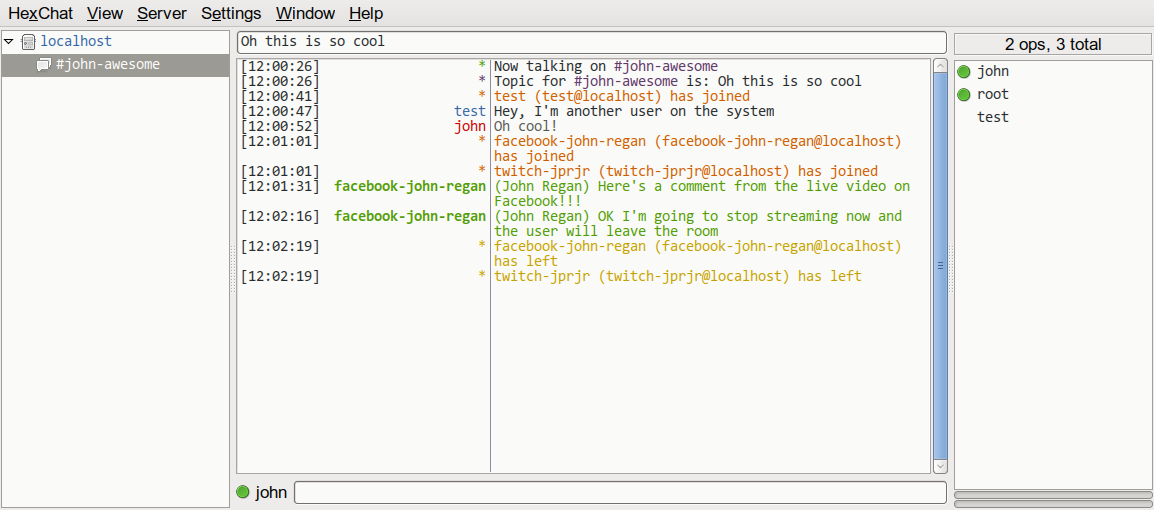 HexChat View Server Settings Window Help
localhost
#john-awesome
Oh this is so cool
[12:00:26] * Now talking on #john-awesome
[12:00:26] * Topic for #john-awesome is: Oh this is so cool
[12:00:41] * test (test@localhost) has joined
[12:00:47] test Hey, I'm another user on the system
[12:00:52] john Oh cool!
[12:01:01] * facebook-john-regan (facebook-john-regan@localhost)
has joined
[12:01:01] * twitch-jprjr (twitch-jprjr@localhost) has joined
[12:01:31] facebook-john-regan (John Regan) Here's a comment from the live video on
Facebook!!!
[12:02:16] facebook-john-regan (John Regan) OK I'm going to stop streaming now and
the user will leave the room
[12:02:19] * facebook-john-regan (facebook-john-regan@localhost)
has left
[12:02:19] * twitch-jprjr (twitch-jprjr@localhost) has left
john
2 ops, 3 total
john
root
test